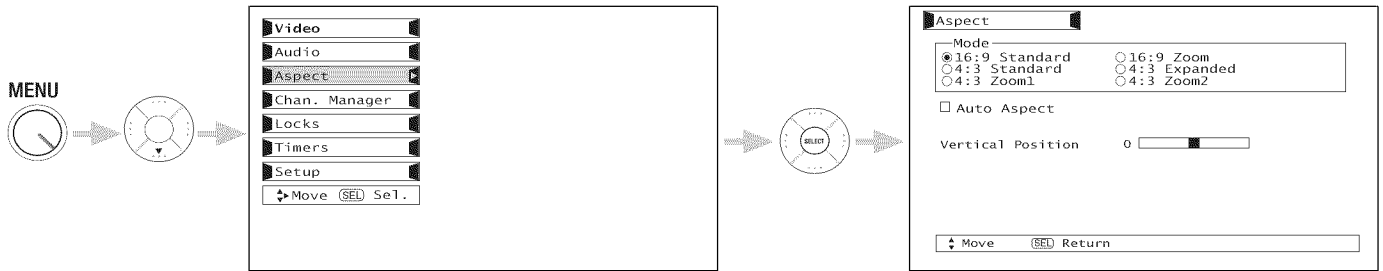 MENU
Video
Audio
Aspect
Chan. Manager
Locks
Timers
Setup
Move SEL Sel.
SELECT
Aspect
Mode
16:9 Standard 16:9 Zoom
4:3 Standard 4:3 Expanded
4:3 Zoom1 4:3 Zoom2
Auto Aspect
Vertical Position 0
Move SEL Return